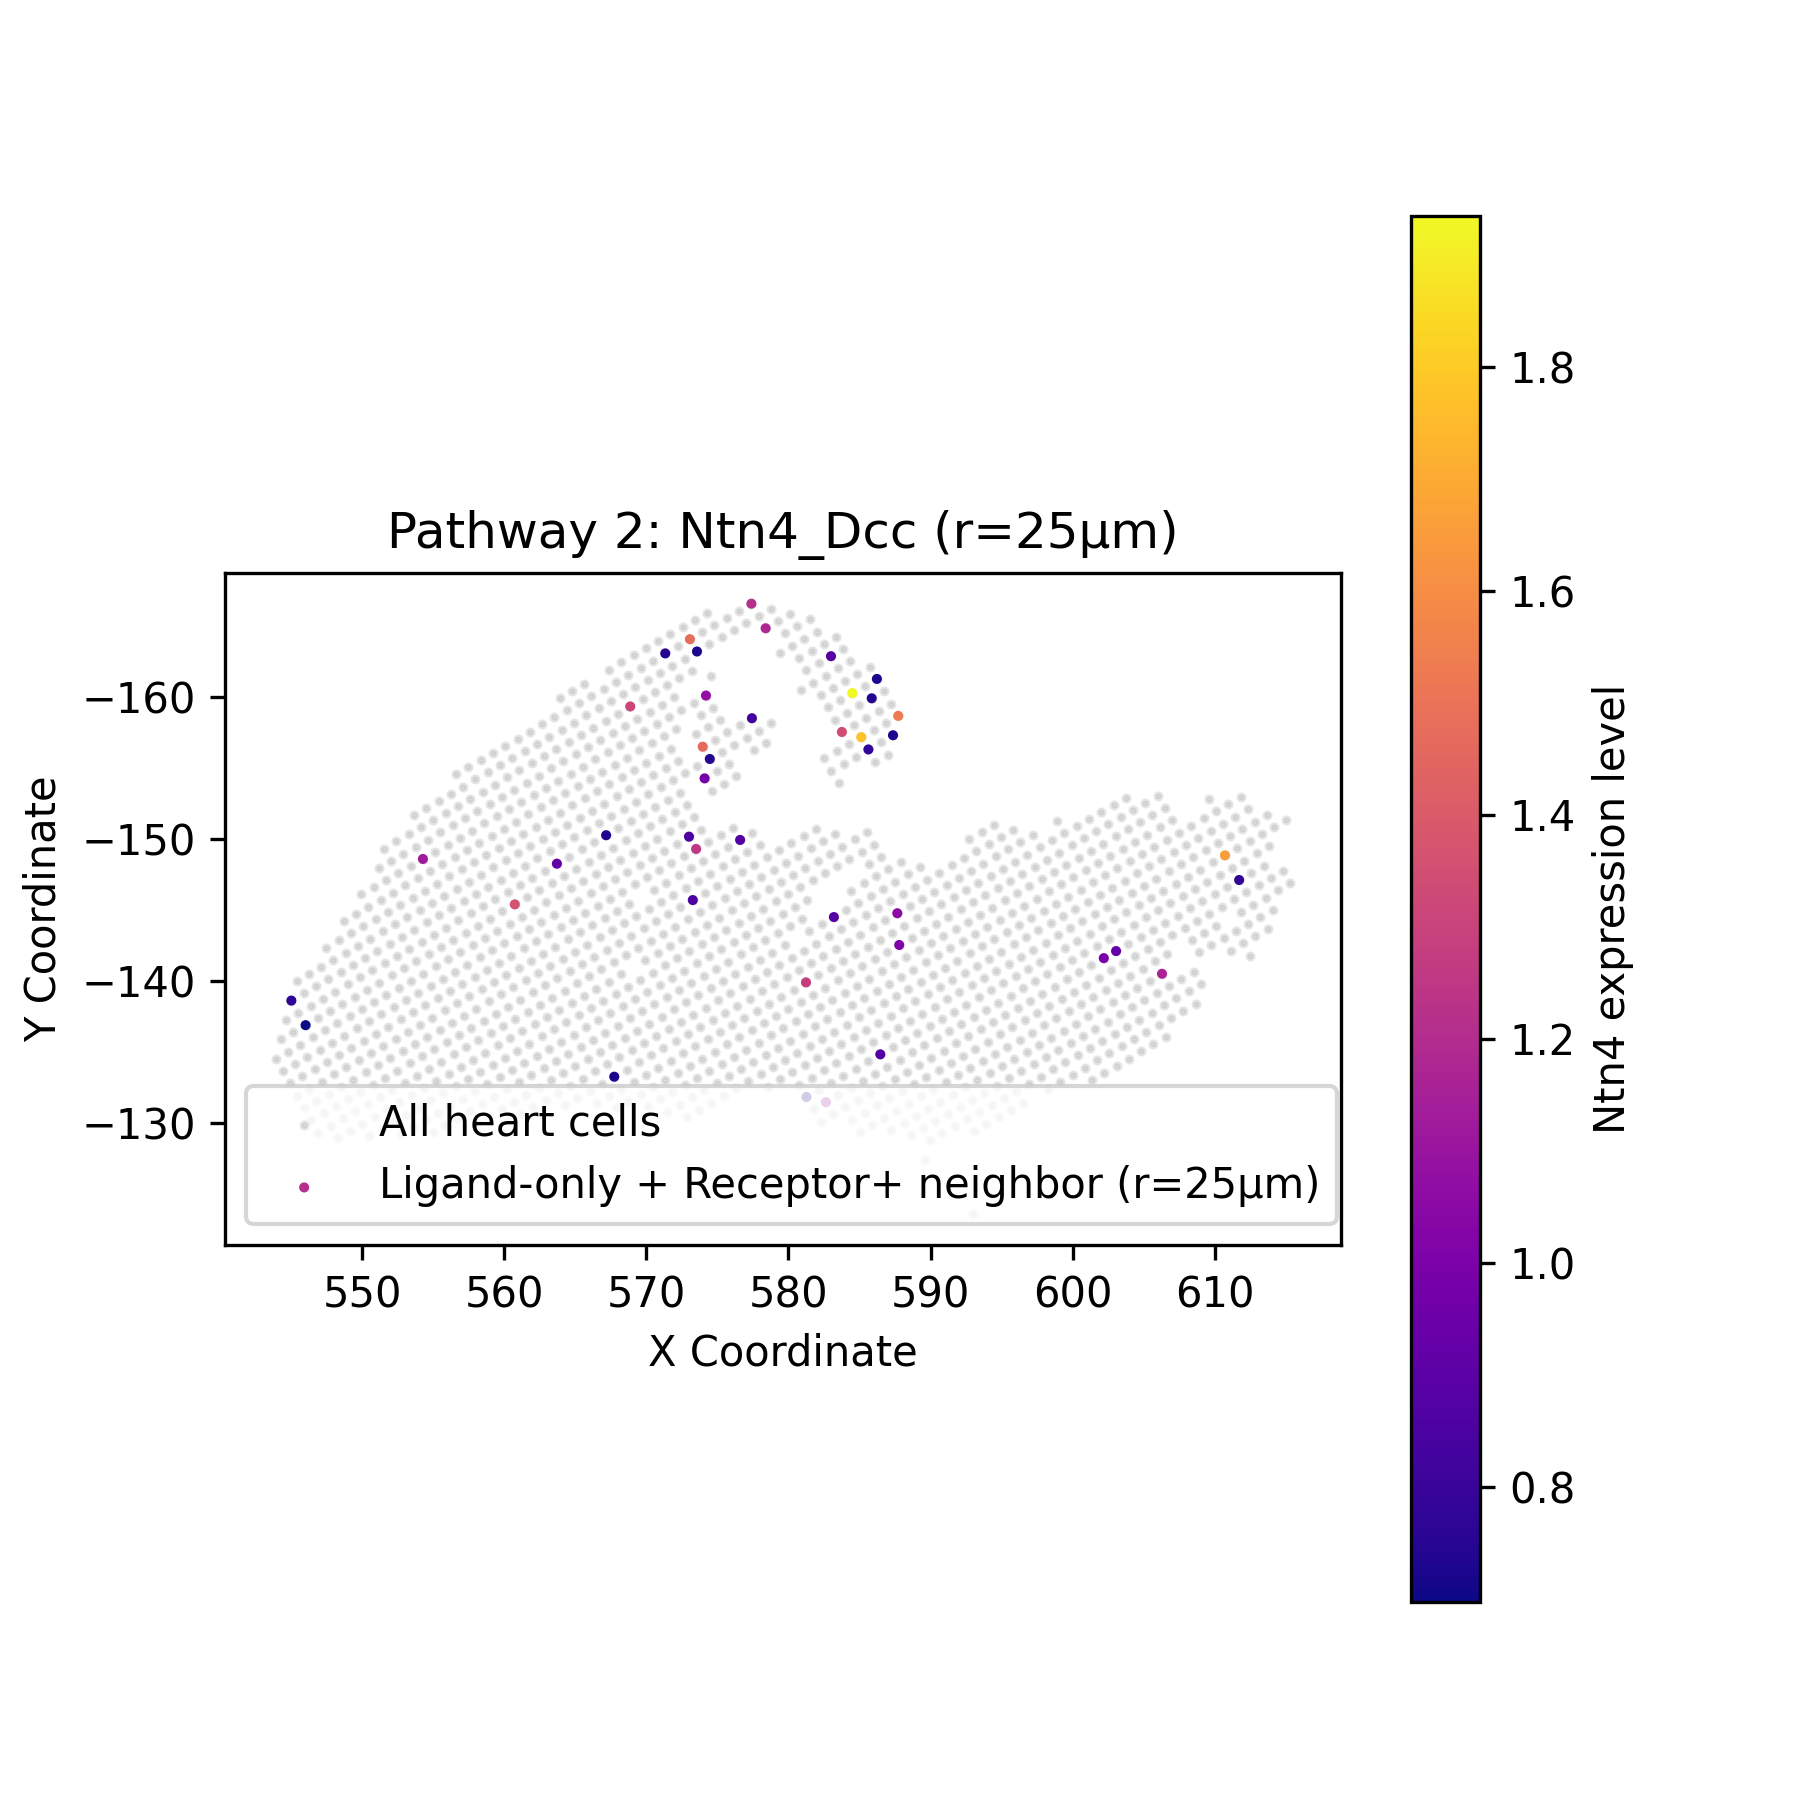 Pathway 2: Ntn4_Dcc (r=25μm)
−160
−150
−140
−130
Y Coordinate
All heart cells
Ligand-only + Receptor+ neighbor (r=25μm)
550 560 570 580 590 600 610
X Coordinate
1.8
1.6
1.4
1.2
1.0
0.8
Ntn4 expression level